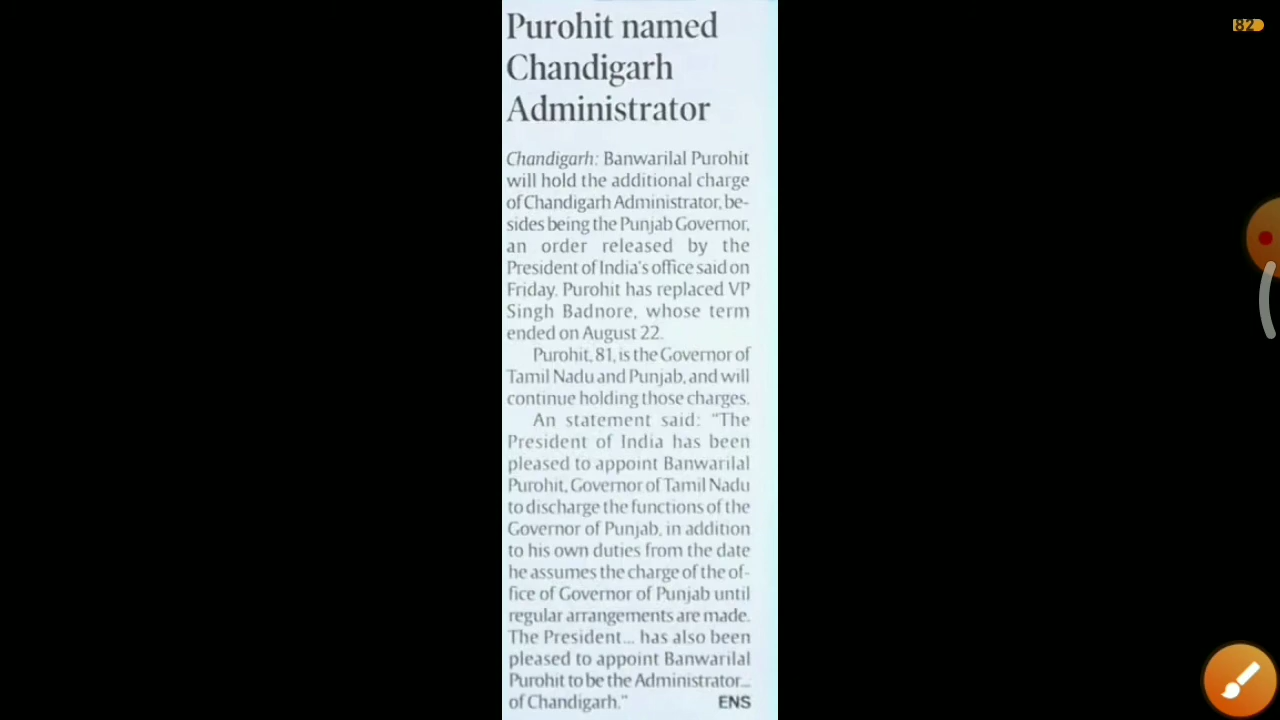 82
Purohit named
Chandigarh
Administrator
Chandigarh: Banwarilal Purohit
will hold the additional charge
of Chandigarh Administrator, be-
sides being the Punjab Governor,
an order released by the
President of India's office said on
Friday. Purohit has replaced VP
Singh Badnore, whose term
ended on August 22.
Purohit, 81, is the Governor of
Tamil Nadu and Punjab, and will
continue holding those charges.
An statement said: "The
President of India has been
pleased to appoint Banwarilal
Purohit, Governor of Tamil Nadu
to discharge the functions of the
Governor of Punjab, in addition
to his own duties from the date
he assumes the charge of the of-
fice of Governor of Punjab until
regular arrangements are made.
The President... has also been
pleased to appoint Banwarilal
Purohit to be the Administrator...
of Chandigarh." ENS